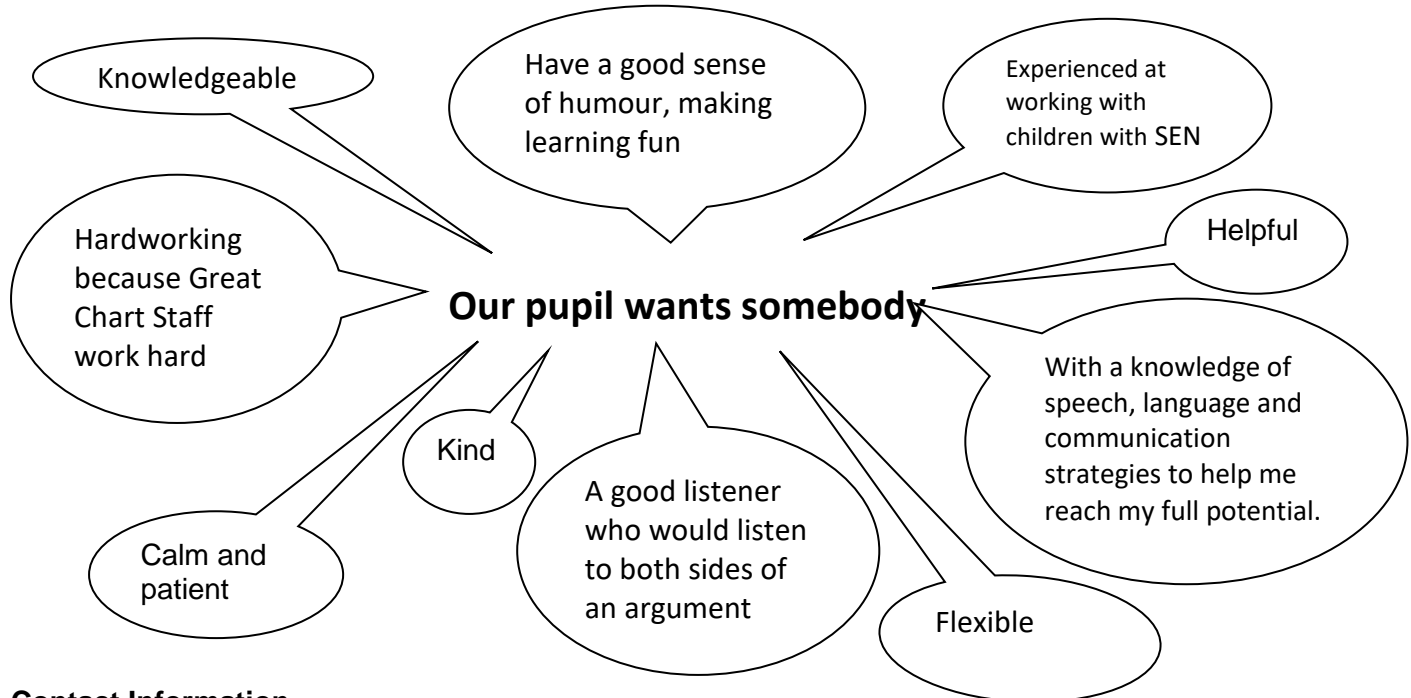 Knowledgeable
Have a good sense
of humour, making
learning fun
Experienced at
working with
children with SEN
Hardworking
because Great
Chart Staff
work hard
Helpful
Our pupil wants somebody
With a knowledge of
speech, language and
communication
strategies to help me
reach my full potential.
Kind
A good listener
who would listen
to both sides of
an argument
Calm and
patient
Flexible
Contact Information